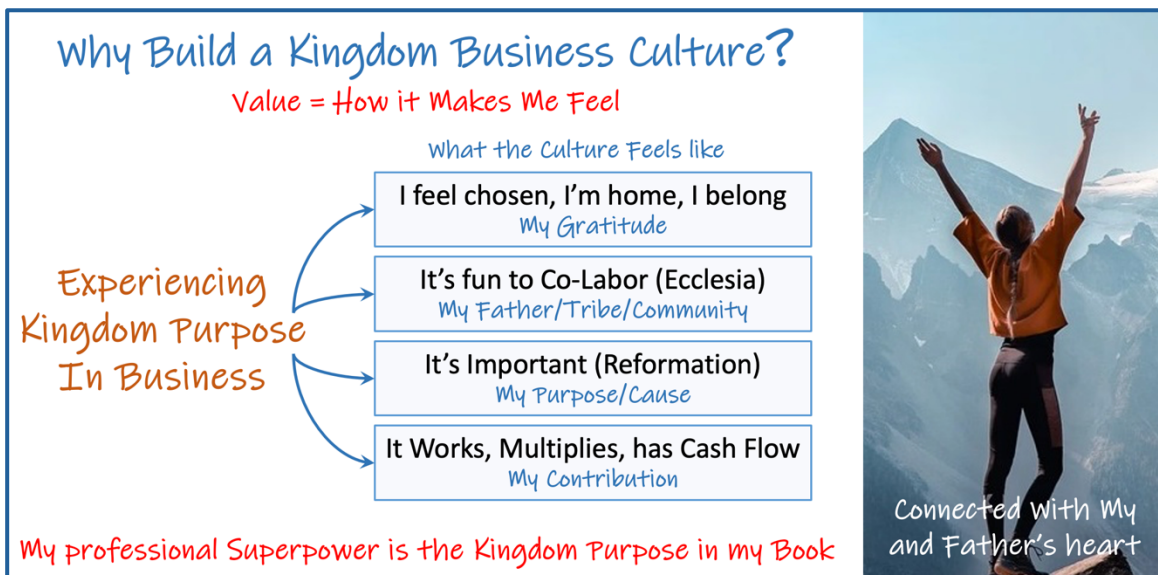 Why Build a Kingdom Business Culture?
Value = How it Makes Me Feel
What the Culture Feels like
I feel chosen, I'm home, I belong
My Gratitude
It's fun to Co-Labor (Ecclesia)
My Father/Tribe/Community
Experiencing
Kingdom Purpose
In Business
It's Important (Reformation)
My Purpose/Cause
It Works, Multiplies, has Cash Flow
My Contribution
My professional Superpower is the Kingdom Purpose in my Book
Connected With My
and Father's heart